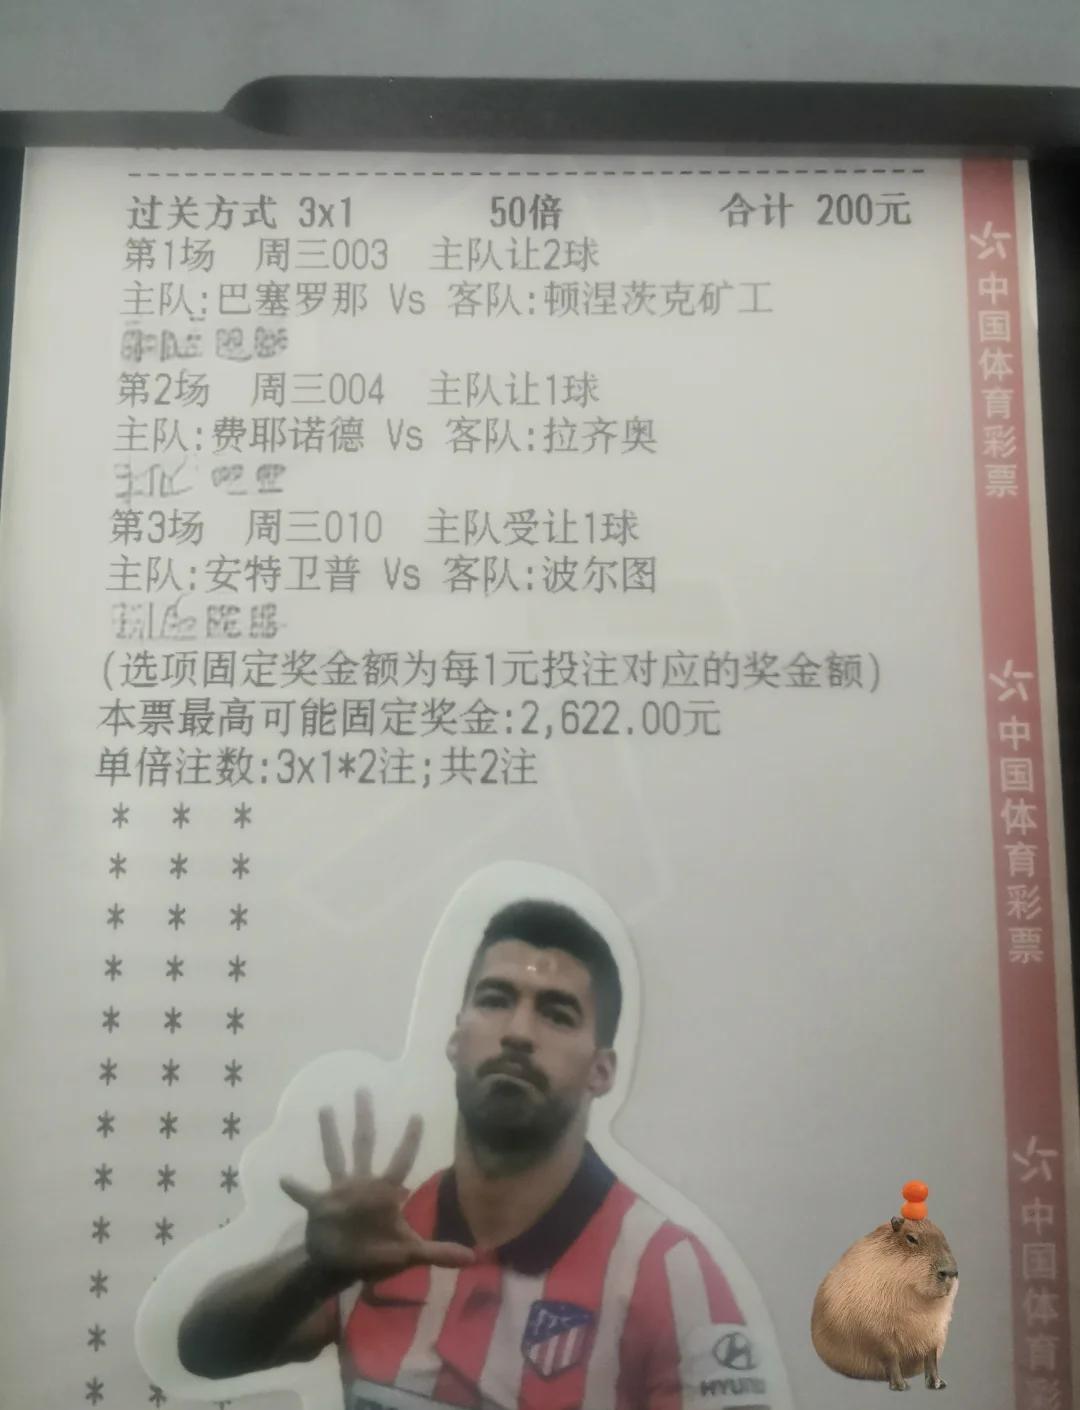 过关方式 3x1 50倍 合计 200元
第1场 周三003 主队让2球
主队:巴塞罗那 Vs 客队:顿涅茨克矿工
第2场 周三004 主队让1球
主队:费耶诺德 Vs 客队:拉齐奥
第3场 周三010 主队受让1球
主队:安特卫普 Vs 客队:波尔图
(选项固定奖金额为每1元投注对应的奖金额)
本票最高可能固定奖金:2,622.00元
单倍注数:3x1*2注;共2注
* * *
* * *
* * *
* * *
* * *
* * *
* * *
* * *
* *
*
*
* *
中国体育彩票
中国体育彩票
中国体育彩
HYUNDAI